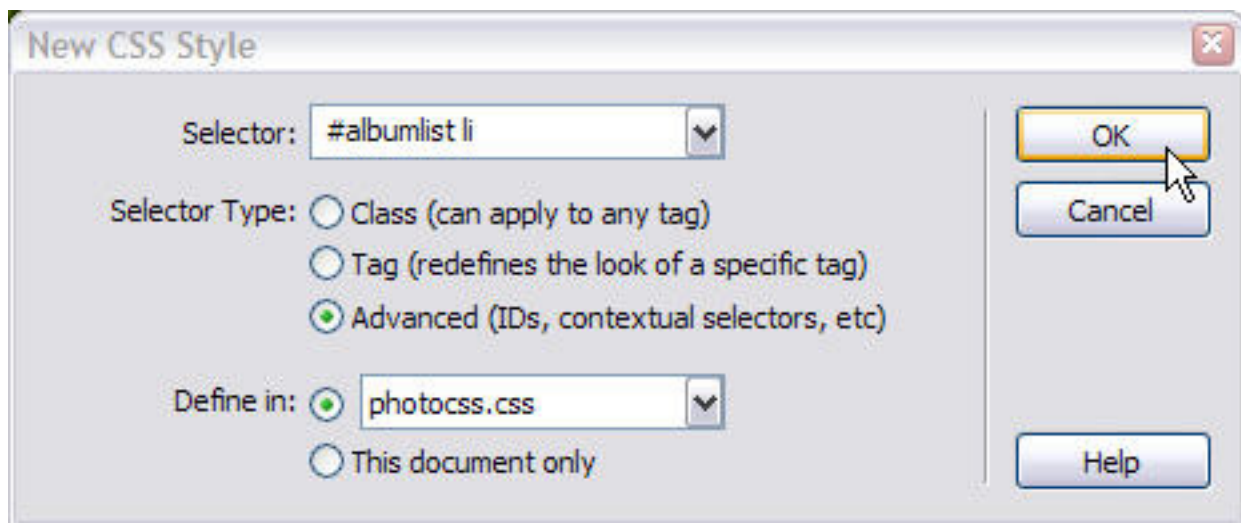 New CSS Style
Selector: #albumlist li
OK
Selector Type: Class (can apply to any tag)
Cancel
Tag (redefines the look of a specific tag)
Advanced (IDs, contextual selectors, etc)
Define in: photocss.css
This document only
Help